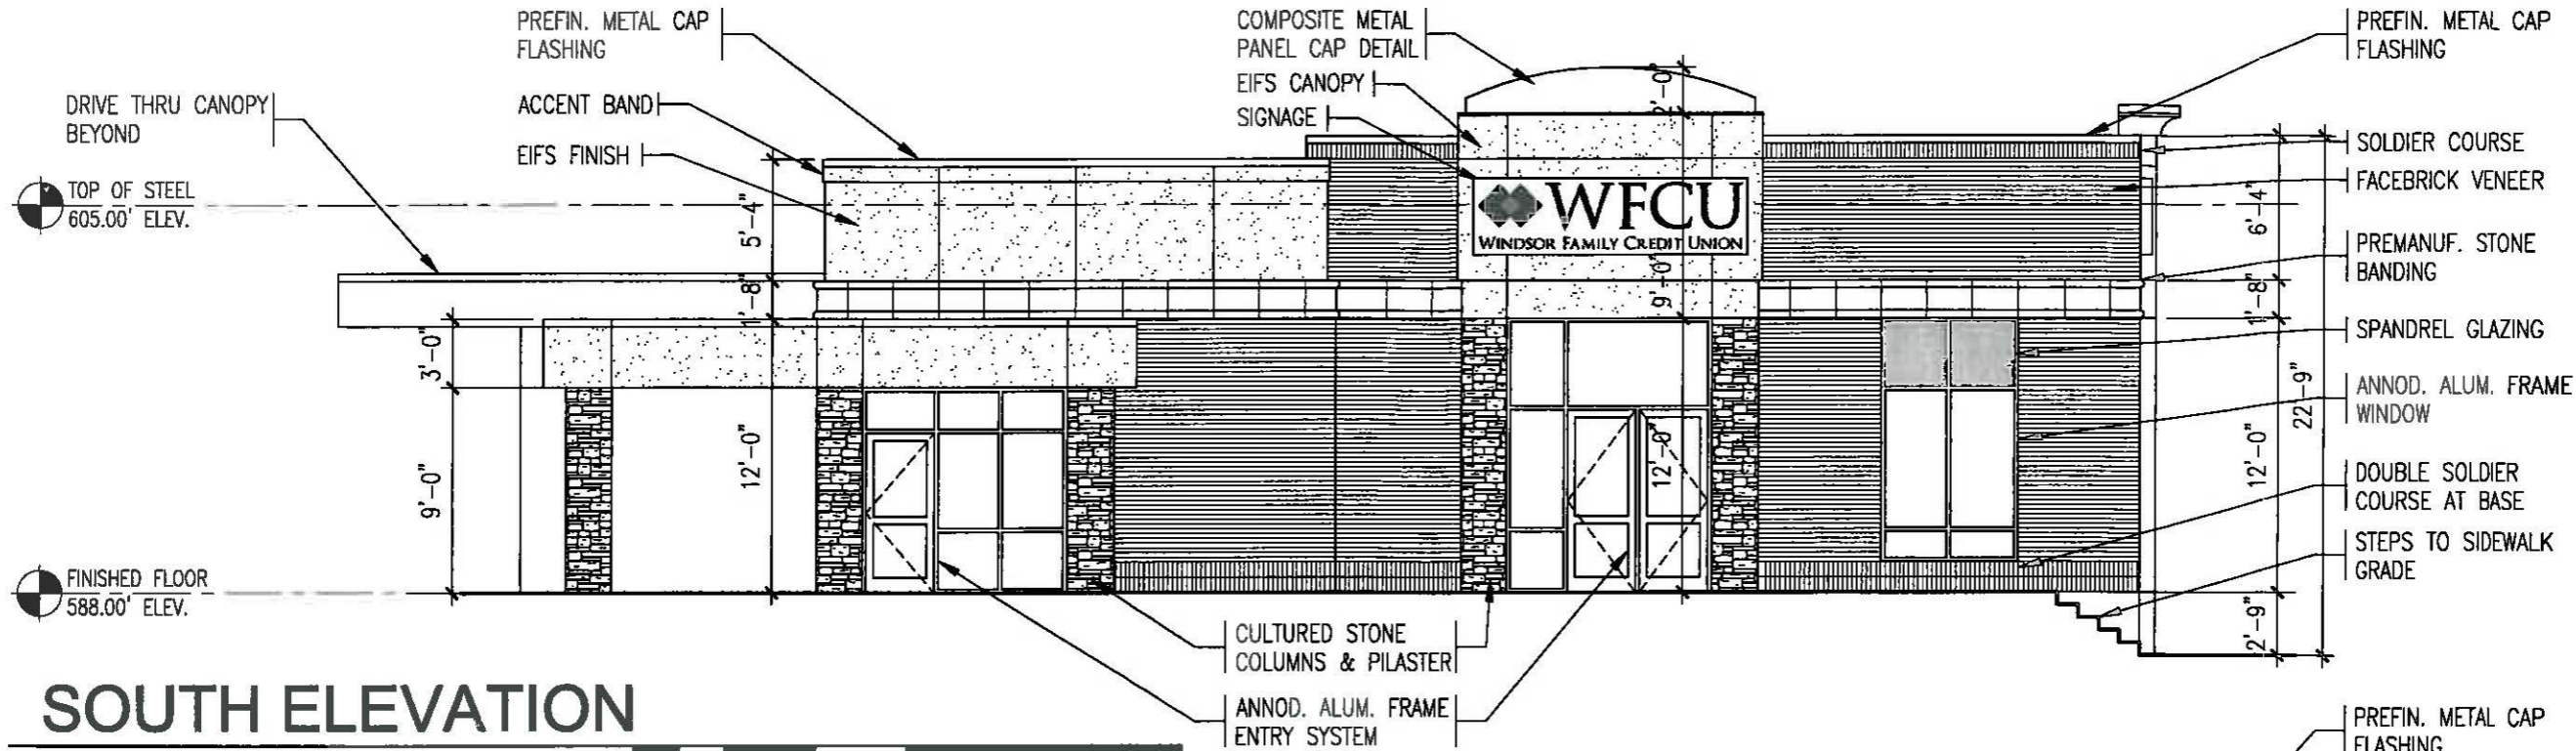 PREFIN. METAL CAP
FLASHING
COMPOSITE METAL
PANEL CAP DETAIL
PREFIN. METAL CAP
FLASHING
DRIVE THRU CANOPY
BEYOND
ACCENT BAND
EIFS CANOPY
SIGNAGE
2'-0"
EIFS FINISH
SOLDIER COURSE
FACEBRICK VENEER
TOP OF STEEL
605.00' ELEV.
WFCU
WINDSOR FAMILY CREDIT UNION
5'-4"
6'-4"
PREMANUF. STONE
BANDING
1'-8"
9'-0"
1'-8"
SPANDREL GLAZING
3'-0"
22'-9"
ANNOD. ALUM. FRAME
WINDOW
9'-0"
12'-0"
12'-0"
12'-0"
DOUBLE SOLDIER
COURSE AT BASE
STEPS TO SIDEWALK
GRADE
FINISHED FLOOR
588.00' ELEV.
2'-9"
CULTURED STONE
COLUMNS & PILASTER
ANNOD. ALUM. FRAME
ENTRY SYSTEM
SOUTH ELEVATION
PREFIN. METAL CAP
FLASHING